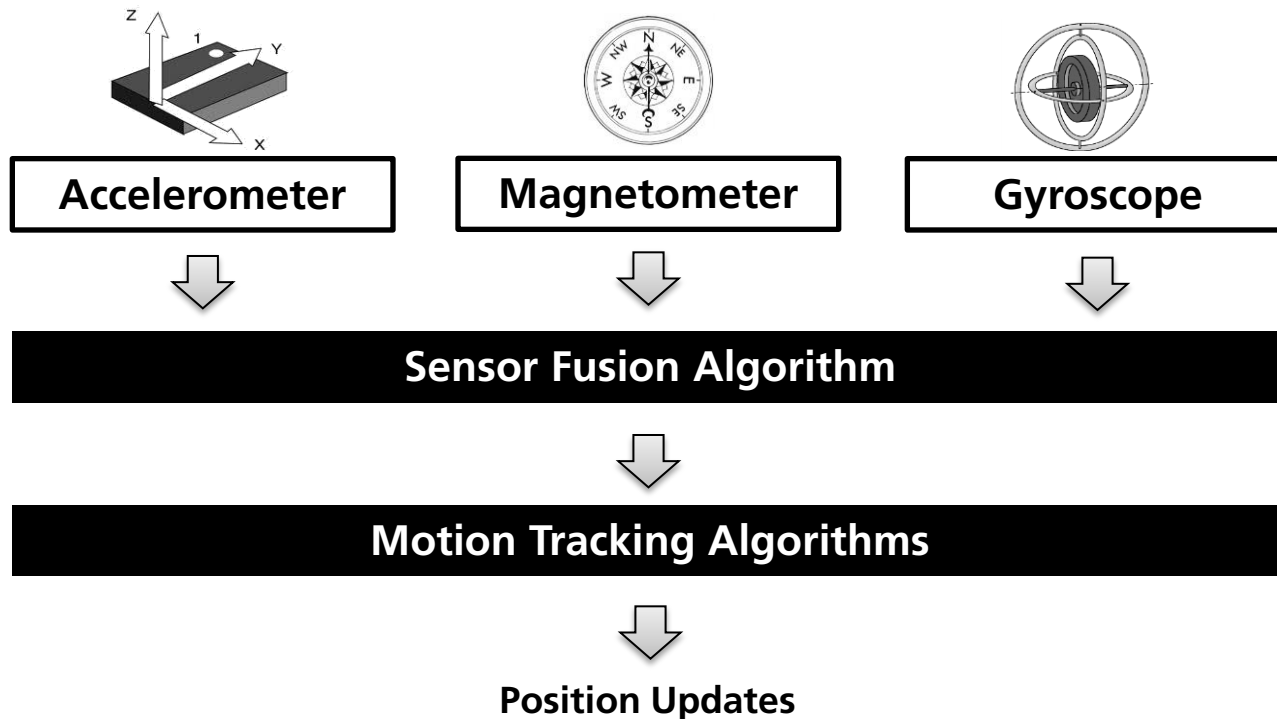 Z
1
Y
X
N
NE
E
SE
S
SW
W
NW
Accelerometer
Magnetometer
Gyroscope
Sensor Fusion Algorithm
Motion Tracking Algorithms
Position Updates